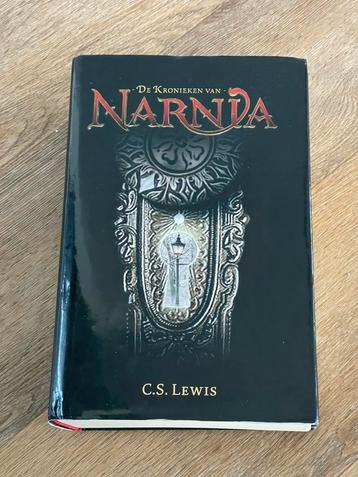 · De Kronieken van ·
Narnia
C.S. Lewis